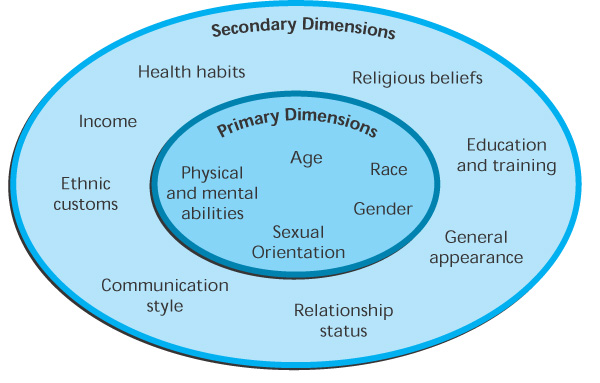 Secondary Dimensions
Health habits
Religious beliefs
Income
Education
and training
Ethnic
customs
General
appearance
Communication
style
Relationship
status
Primary Dimensions
Age
Race
Physical
and mental
abilities
Gender
Sexual
Orientation